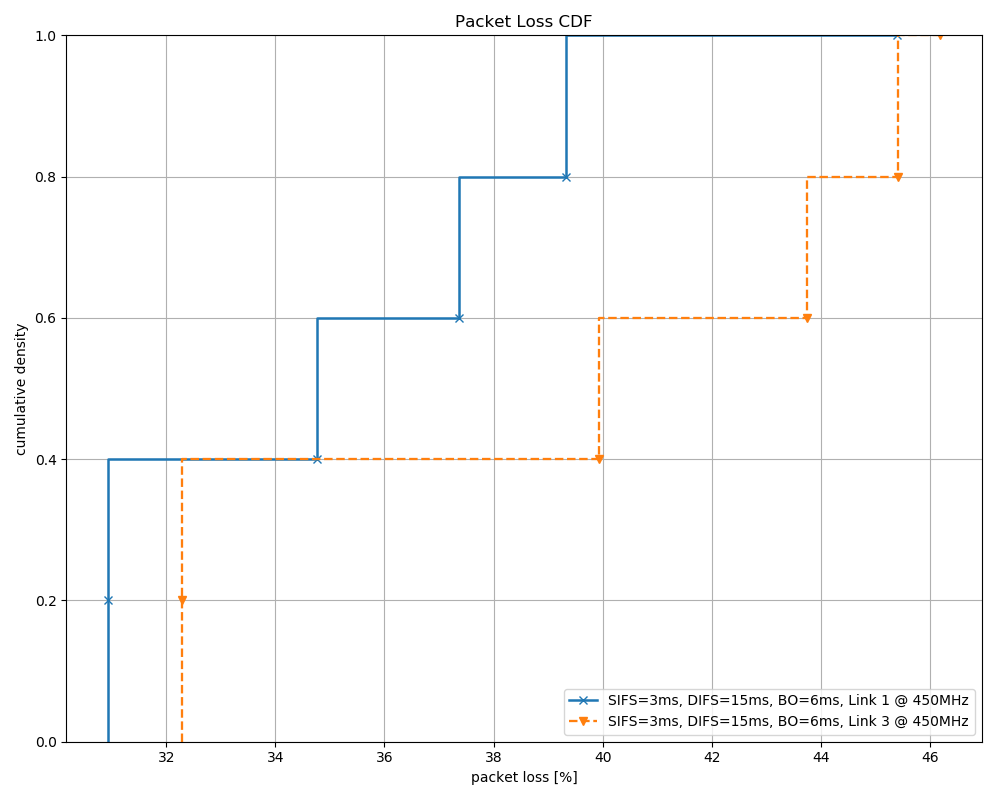 Packet Loss CDF
1.0
0.8
0.6
0.4
0.2
0.0
cumulative density
32 34 36 38 40 42 44 46
packet loss [%]
SIFS=3ms, DIFS=15ms, BO=6ms, Link 1 @ 450MHz
SIFS=3ms, DIFS=15ms, BO=6ms, Link 3 @ 450MHz